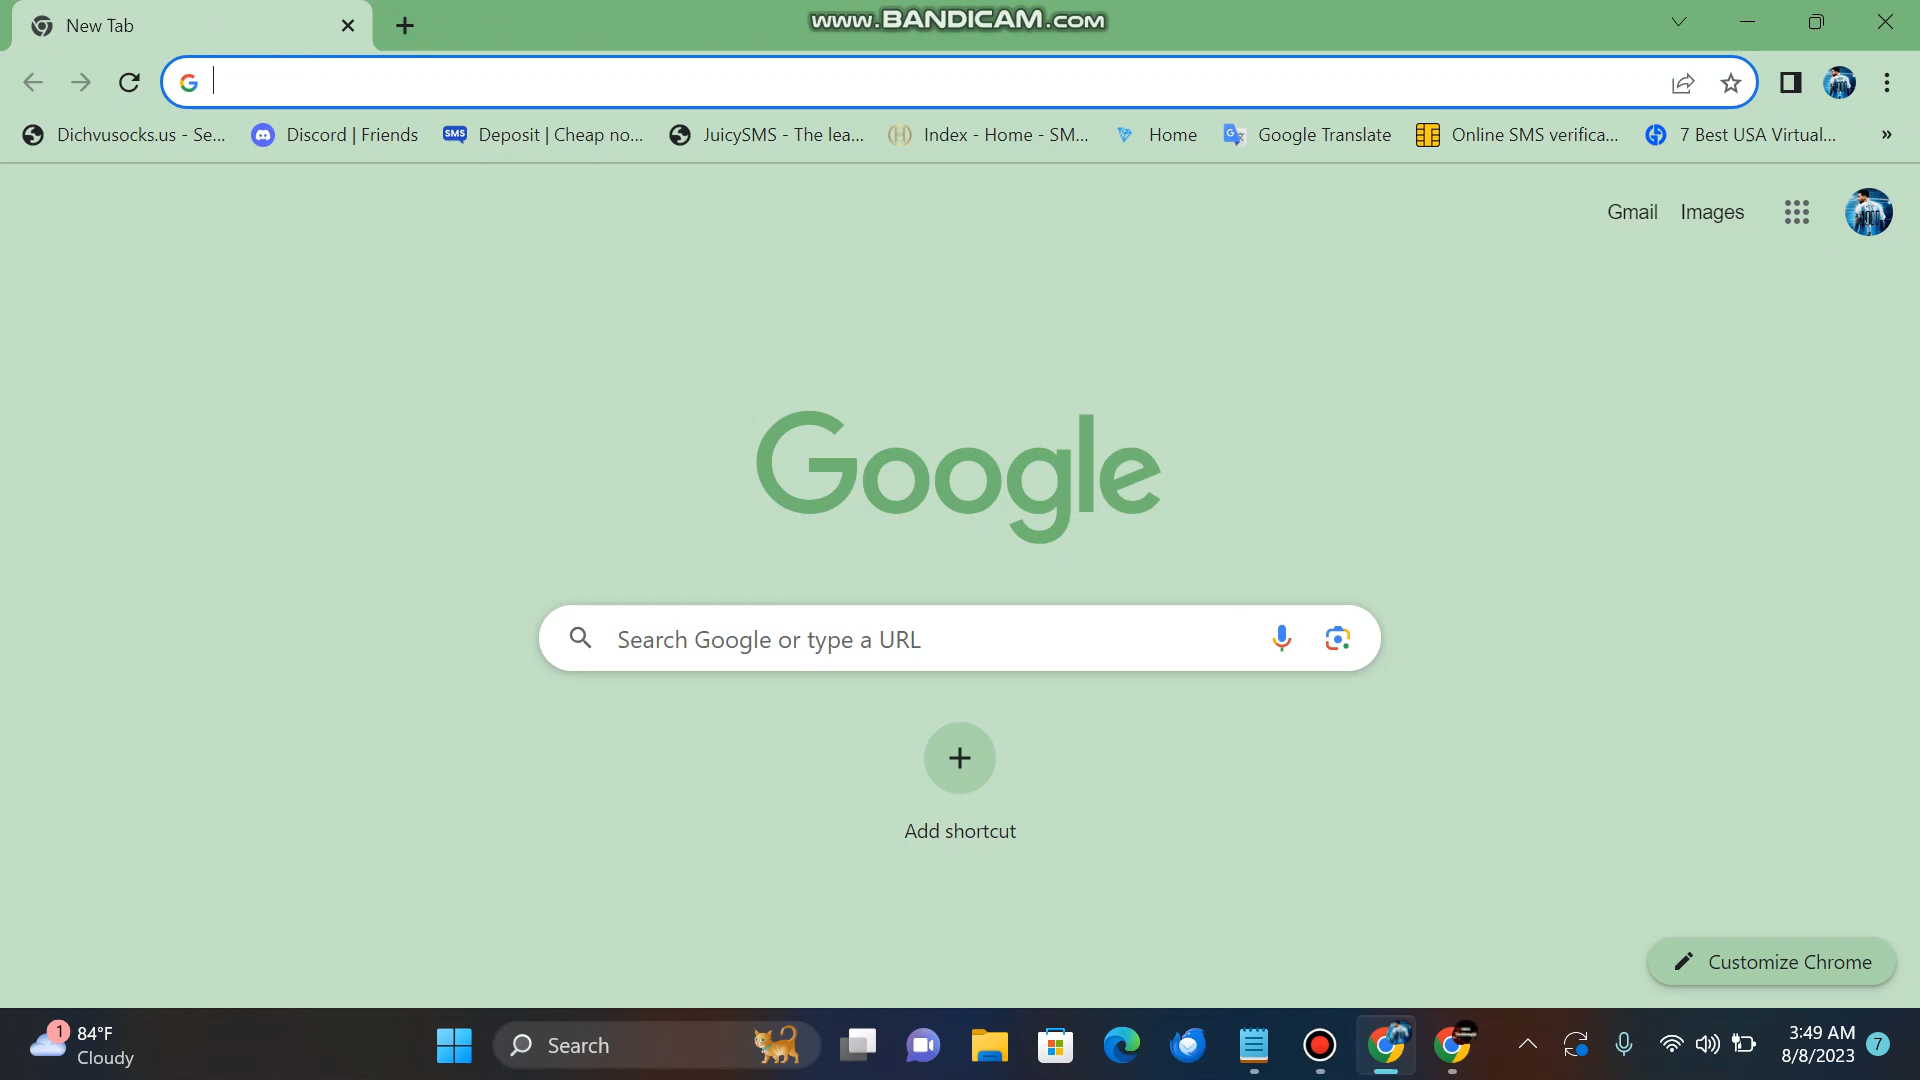 New Tab
www.BANDICAM.com
Dichvusocks.us - Se...
Discord | Friends
SMS
Deposit | Cheap no...
JuicySMS - The lea...
Index - Home - SM...
Home
Google Translate
Online SMS verifica...
7 Best USA Virtual...
»
Gmail
Images
Google
Search Google or type a URL
Add shortcut
Customize Chrome
1
84°F
Cloudy
Search
3:49 AM
8/8/2023
7